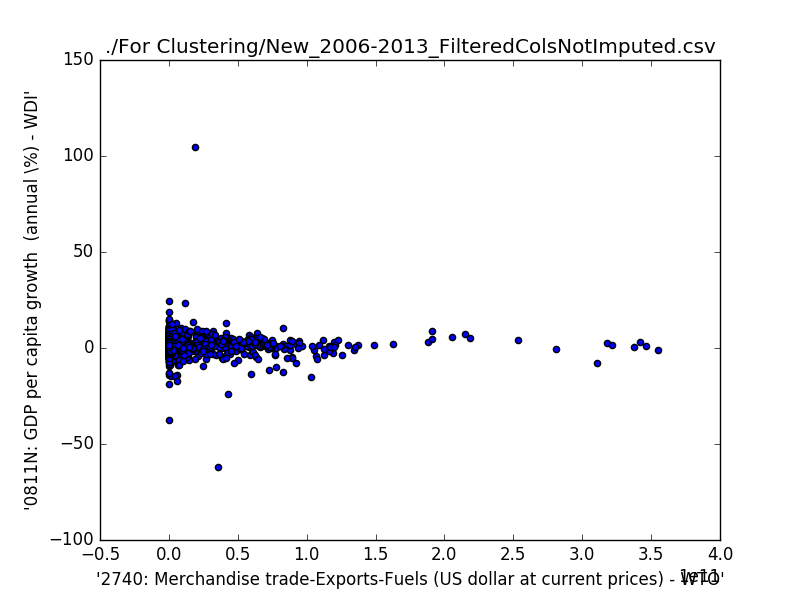 ./For Clustering/New_2006-2013_FilteredColsNotImputed.csv
150
100
50
0
−50
−100
'0811N: GDP per capita growth  (annual \%) - WDI'
−0.5 0.0 0.5 1.0 1.5 2.0 2.5 3.0 3.5 4.0
1e11
'2740: Merchandise trade-Exports-Fuels (US dollar at current prices) - WTO'